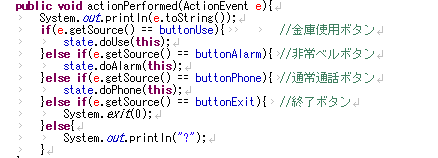 public void actionPerformed(ActionEvent e){
System.out.println(e.toString());
if(e.getSource() == buttonUse){ //金庫使用ボタン
state.doUse(this);
}else if(e.getSource() == buttonAlarm){ //非常ベルボタン
state.doAlarm(this);
}else if(e.getSource() == buttonPhone){ //通常通話ボタン
state.doPhone(this);
}else if(e.getSource() == buttonExit){ //終了ボタン
System.exit(0);
}else{
System.out.println("?");
}